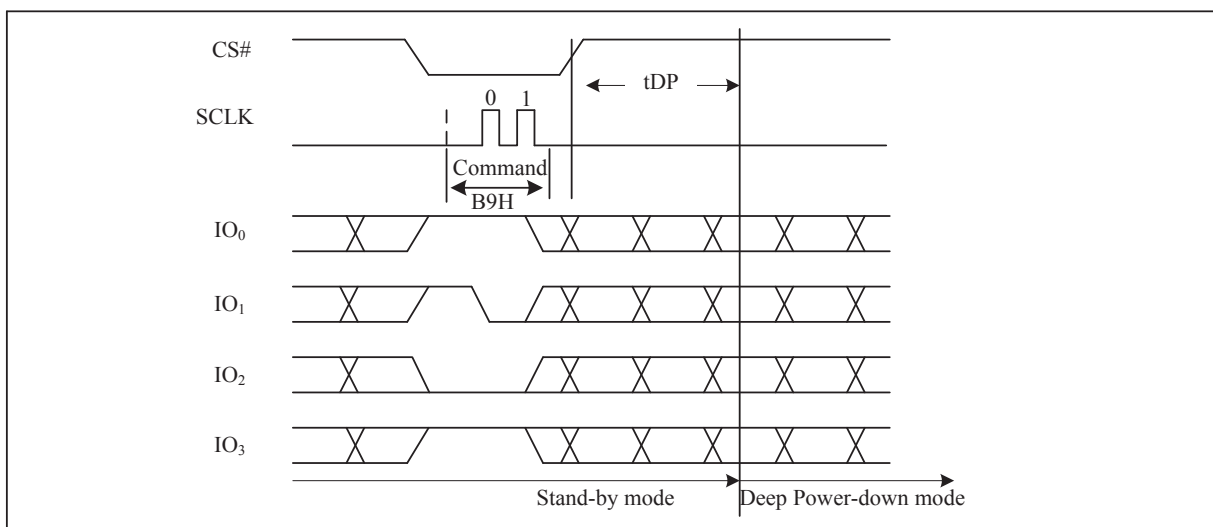 CS#
tDP
0 1
SCLK
Command
B9H
IO0
IO1
IO2
IO3
Stand-by mode Deep Power-down mode